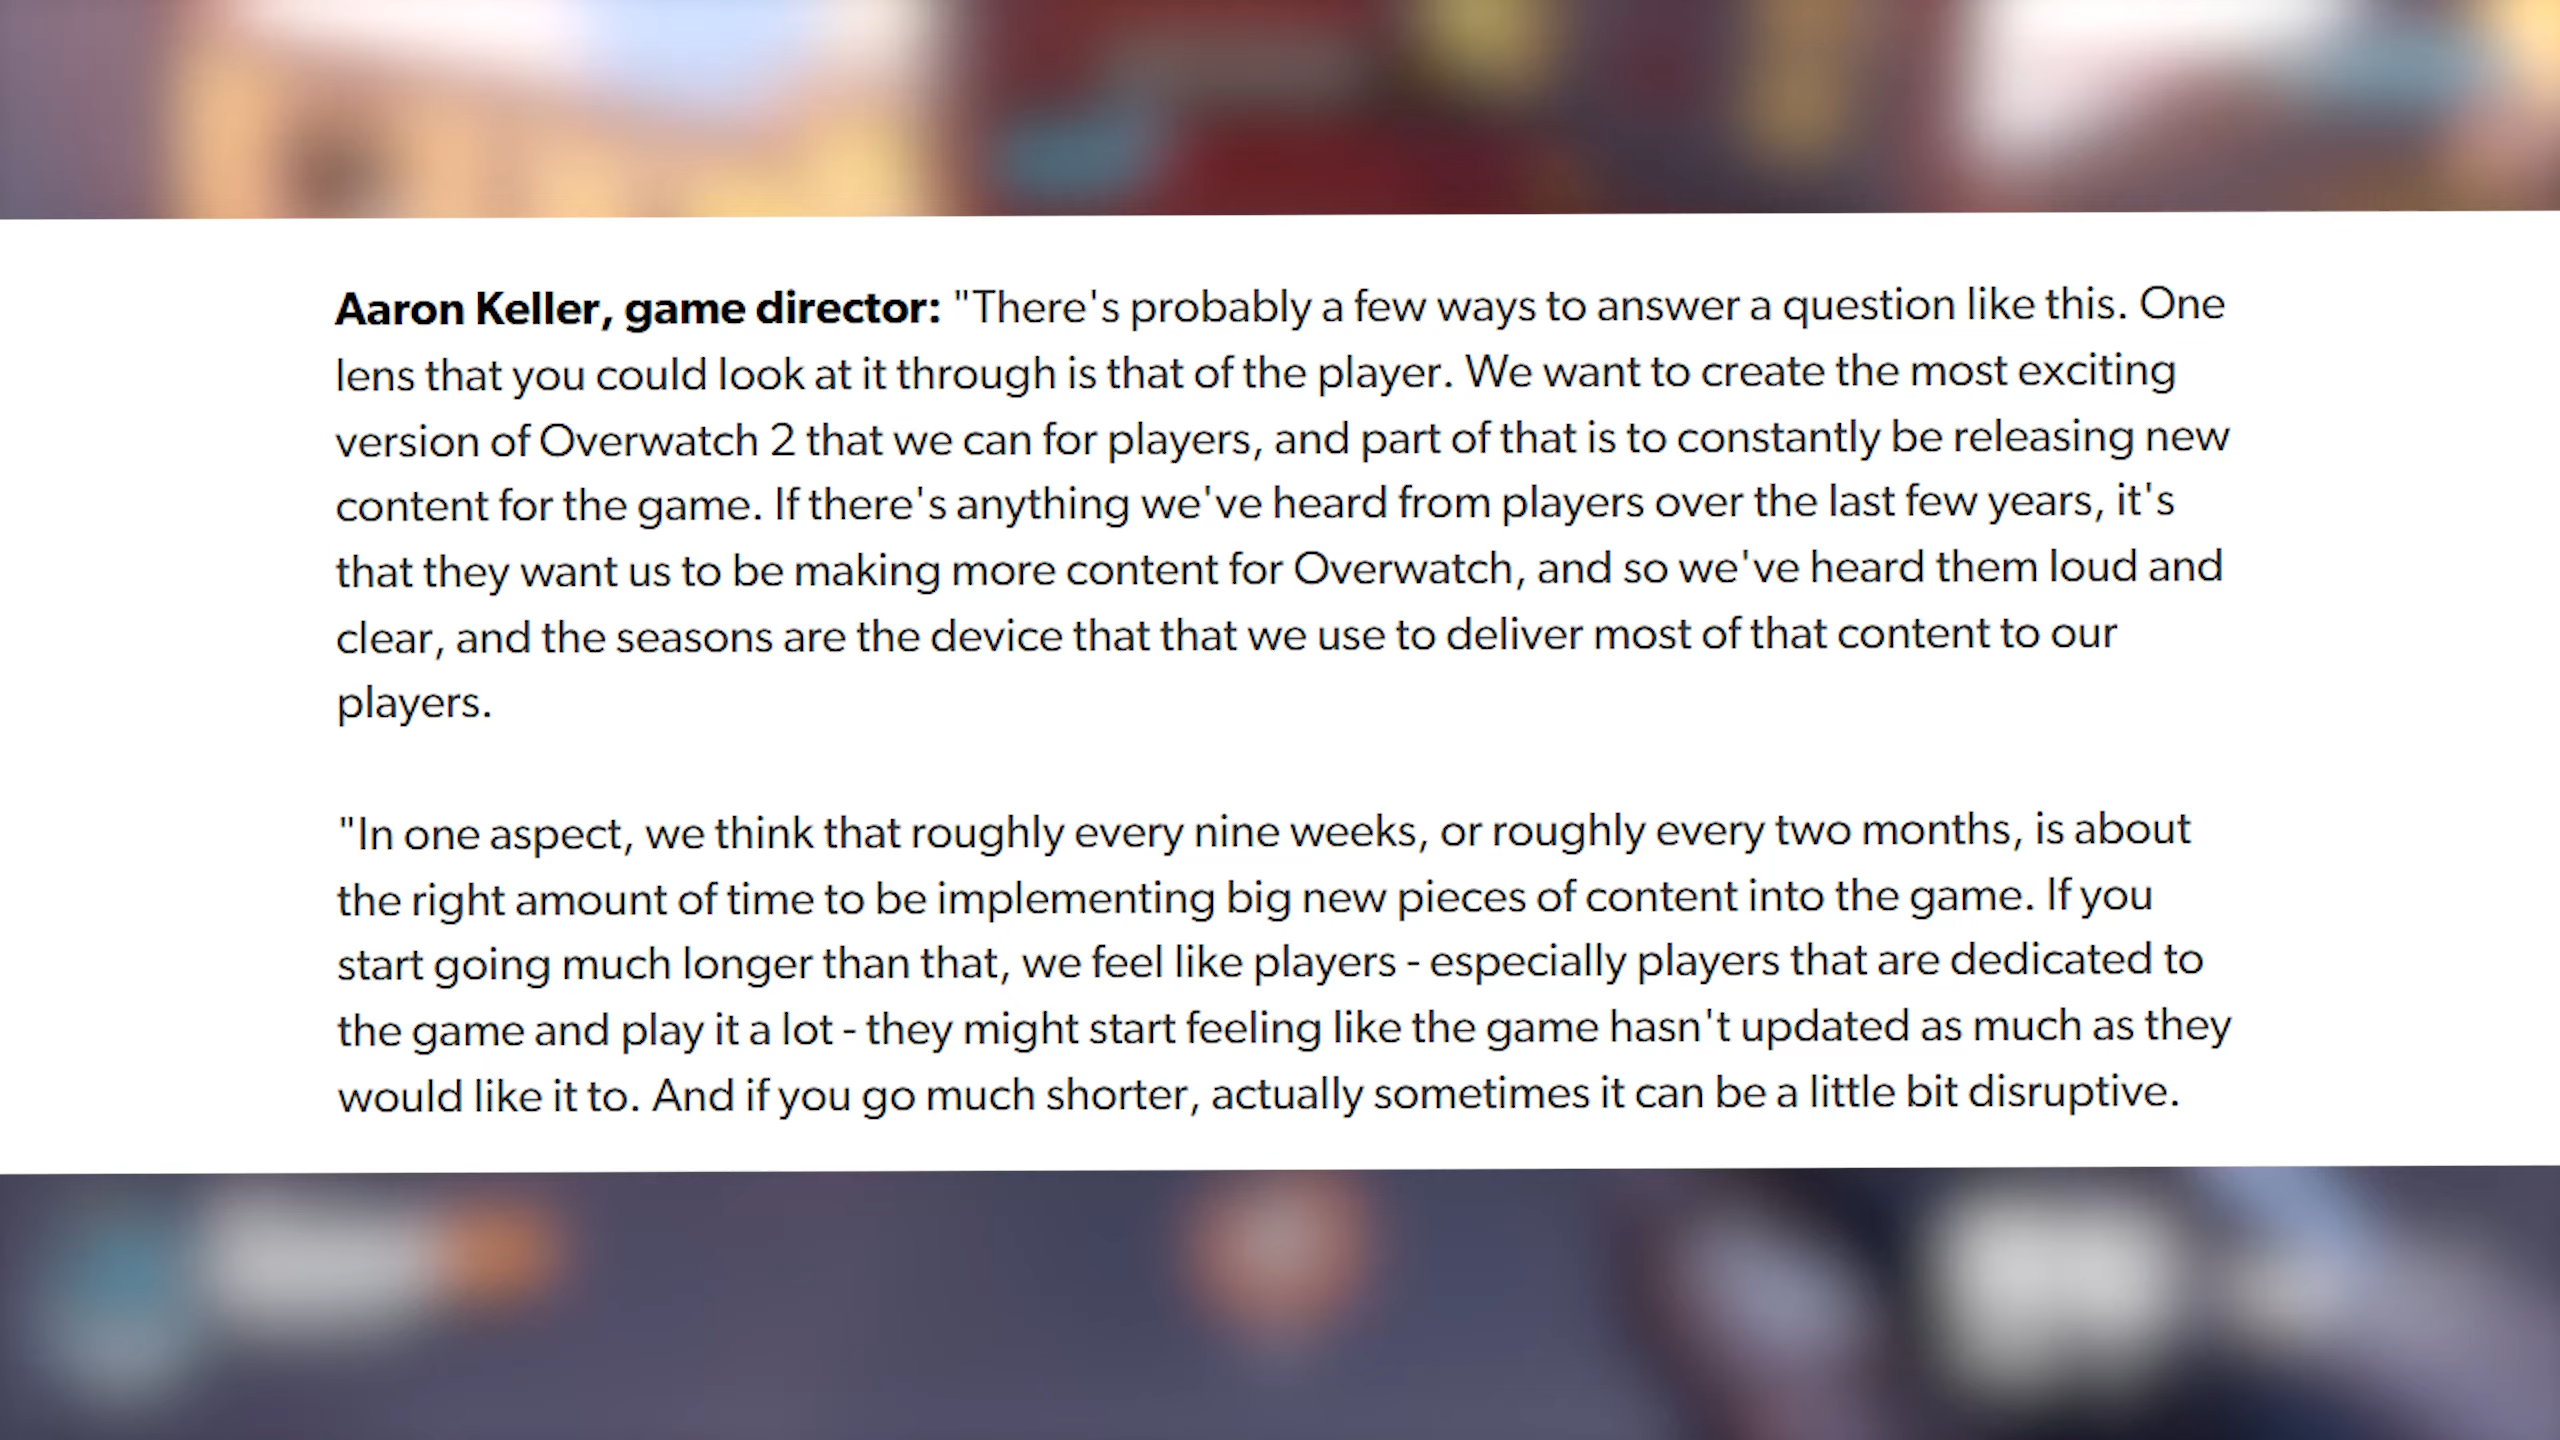 Aaron Keller, game director: "There's probably a few ways to answer a question like this. One
lens that you could look at it through is that of the player. We want to create the most exciting
version of Overwatch 2 that we can for players, and part of that is to constantly be releasing new
content for the game. If there's anything we've heard from players over the last few years, it's
that they want us to be making more content for Overwatch, and so we've heard them loud and
clear, and the seasons are the device that that we use to deliver most of that content to our
players.
"In one aspect, we think that roughly every nine weeks, or roughly every two months, is about
the right amount of time to be implementing big new pieces of content into the game. If you
start going much longer than that, we feel like players - especially players that are dedicated to
the game and play it a lot - they might start feeling like the game hasn't updated as much as they
would like it to. And if you go much shorter, actually sometimes it can be a little bit disruptive.